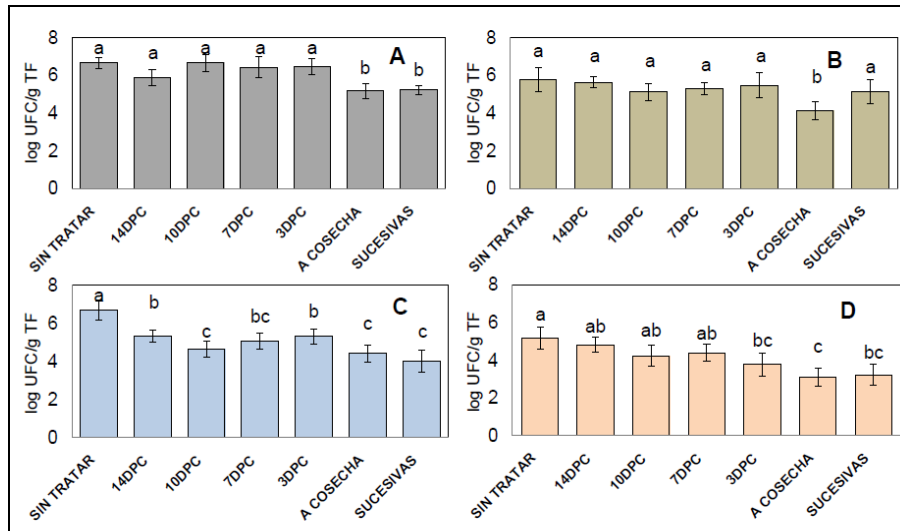 8
6
4
2
0
log UFC/g TF
a
a
a
a
a
b
b
A
SIN TRATAR
14DPC
10DPC
7DPC
3DPC
A COSECHA
SUCESIVAS
8
6
4
2
0
log UFC/g TF
a
a
a
a
a
b
a
B
SIN TRATAR
14DPC
10DPC
7DPC
3DPC
A COSECHA
SUCESIVAS
8
6
4
2
0
log UFC/g TF
a
b
c
bc
b
c
c
C
SIN TRATAR
14DPC
10DPC
7DPC
3DPC
A COSECHA
SUCESIVAS
8
6
4
2
0
log UFC/g TF
a
ab
ab
ab
bc
c
bc
D
SIN TRATAR
14DPC
10DPC
7DPC
3DPC
A COSECHA
SUCESIVAS